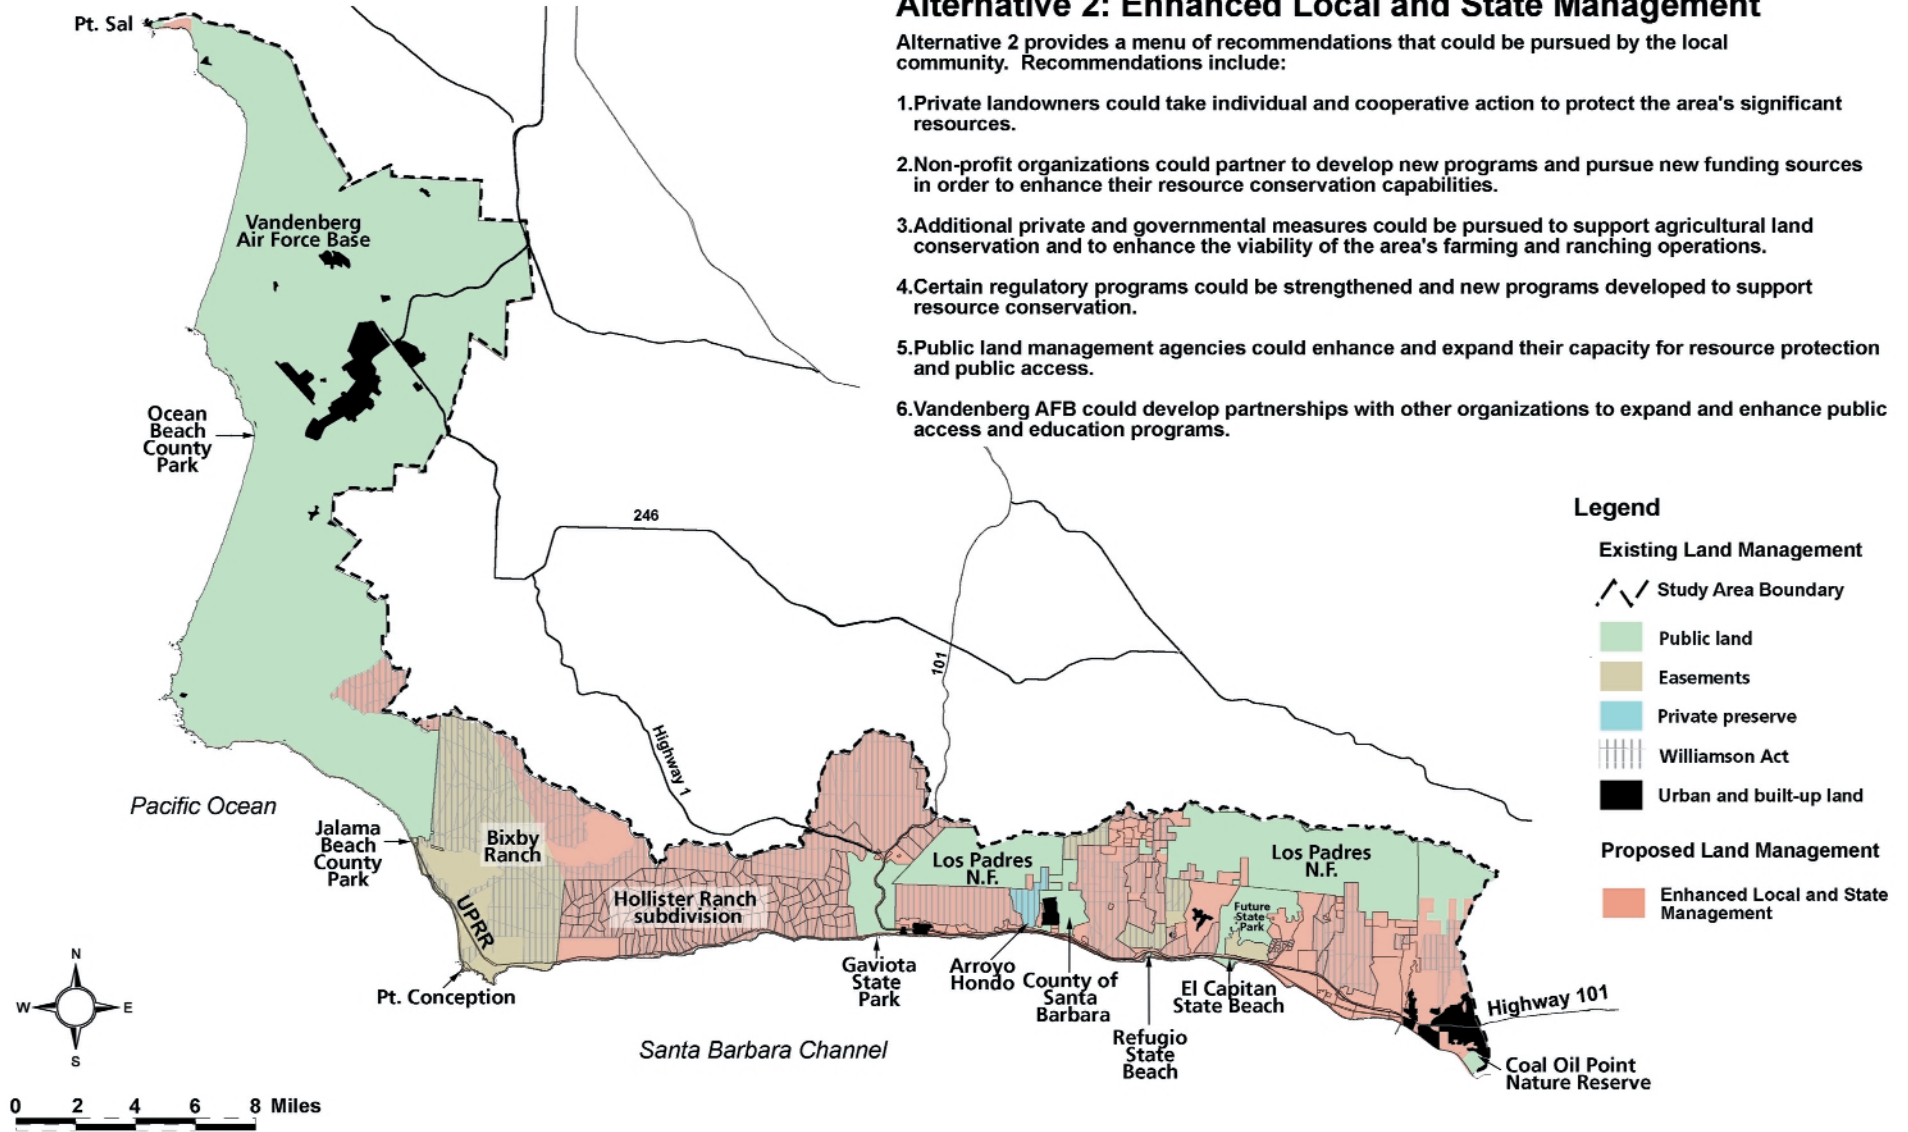 Alternative 2: Enhanced Local and State Management
Alternative 2 provides a menu of recommendations that could be pursued by the local
community.  Recommendations include:
1.Private landowners could take individual and cooperative action to protect the area's significant
resources.
2.Non-profit organizations could partner to develop new programs and pursue new funding sources
in order to enhance their resource conservation capabilities.
3.Additional private and governmental measures could be pursued to support agricultural land
conservation and to enhance the viability of the area's farming and ranching operations.
4.Certain regulatory programs could be strengthened and new programs developed to support
resource conservation.
5.Public land management agencies could enhance and expand their capacity for resource protection
and public access.
6.Vandenberg AFB could develop partnerships with other organizations to expand and enhance public
access and education programs.
Pt. Sal
Vandenberg
Air Force Base
Ocean
Beach
County
Park
246
101
Highway 1
Pacific Ocean
Jalama
Beach
County
Park
Bixby
Ranch
UPRR
Pt. Conception
Hollister Ranch
subdivision
Los Padres
N.F.
Los Padres
N.F.
Future
State
Park
Gaviota
State
Park
Arroyo
Hondo
County of
Santa
Barbara
Refugio
State
Beach
El Capitan
State Beach
Highway 101
Coal Oil Point
Nature Reserve
Santa Barbara Channel
Legend
Existing Land Management
Study Area Boundary
Public land
Easements
Private preserve
Williamson Act
Urban and built-up land
Proposed Land Management
Enhanced Local and State
Management
N
W
E
S
0 2 4 6 8 Miles